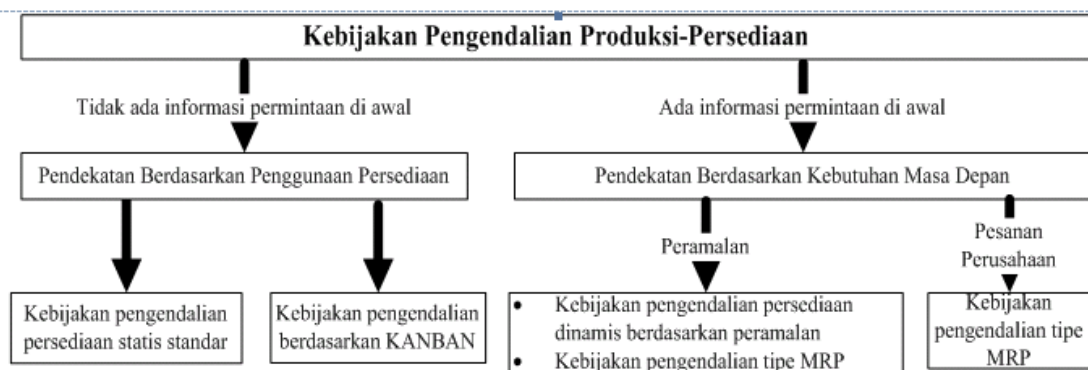 Kebijakan Pengendalian Produksi-Persediaan
Tidak ada informasi permintaan di awal
Ada informasi permintaan di awal
Pendekatan Berdasarkan Penggunaan Persediaan
Pendekatan Berdasarkan Kebutuhan Masa Depan
Peramalan
Pesanan
Perusahaan
Kebijakan pengendalian
persediaan statis standar
Kebijakan pengendalian
berdasarkan KANBAN
• Kebijakan pengendalian persediaan
dinamis berdasarkan peramalan
• Kebijakan pengendalian tipe MRP
Kebijakan
pengendalian tipe
MRP